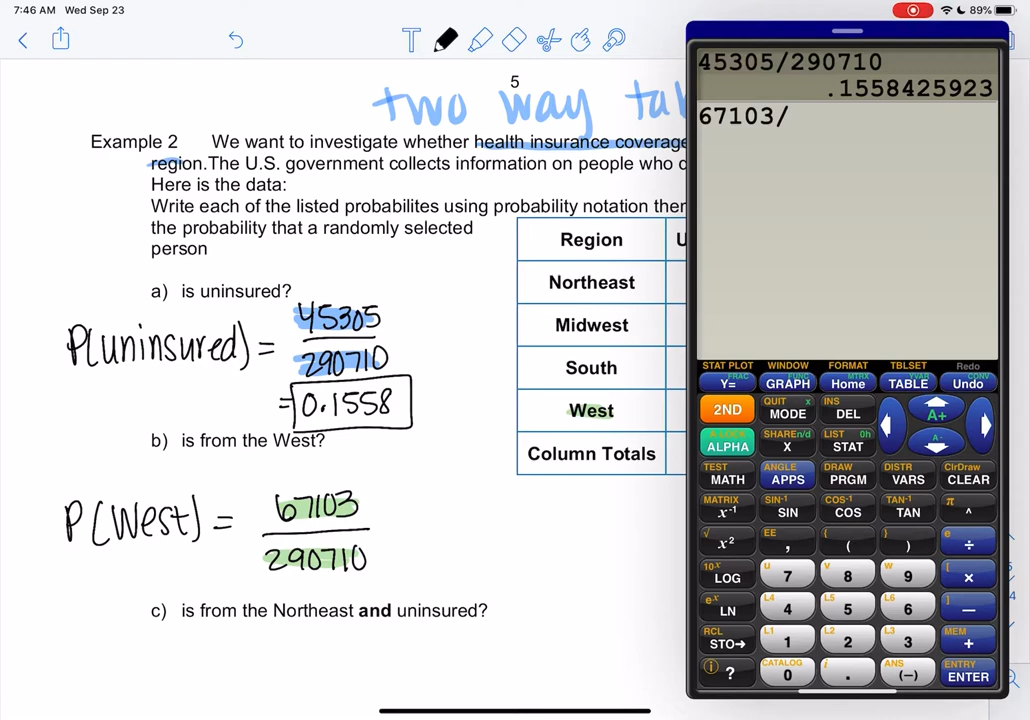 7:46 AM Wed Sep 23
89%
5
two way
Example 2 We want to investigate whether health insurance coverage
region.The U.S. government collects information on people who d
Here is the data:
Write each of the listed probabilites using probability notation then
the probability that a randomly selected
person
Region
U
Northeast
Midwest
South
West
Column Totals
a) is uninsured?
P(uninsured) = 45305
290710
= 0.1558
b) is from the West?
P(West) = 67103
290710
c) is from the Northeast and uninsured?
45305/290710
.1558425923
67103/
STAT PLOT WINDOW FORMAT TBLSET Redo
Y= GRAPH Home TABLE Undo
2ND QUIT x INS
MODE DEL A+
ALPHA SHARE n/d LIST 0h A-
X STAT
TEST ANGLE DRAW DISTR ClrDraw
MATH APPS PRGM VARS CLEAR
MATRIX SIN-1 COS-1 TAN-1 π
x-1 SIN COS TAN ^
√ EE { } e
x2 , ( ) ÷
10x U V W [
LOG 7 8 9 ×
ex L4 L5 L6 ]
LN 4 5 6 −
RCL L1 L2 L3 MEM
STO→ 1 2 3 +
CATALOG i ANS ENTRY
? 0 . (−) ENTER